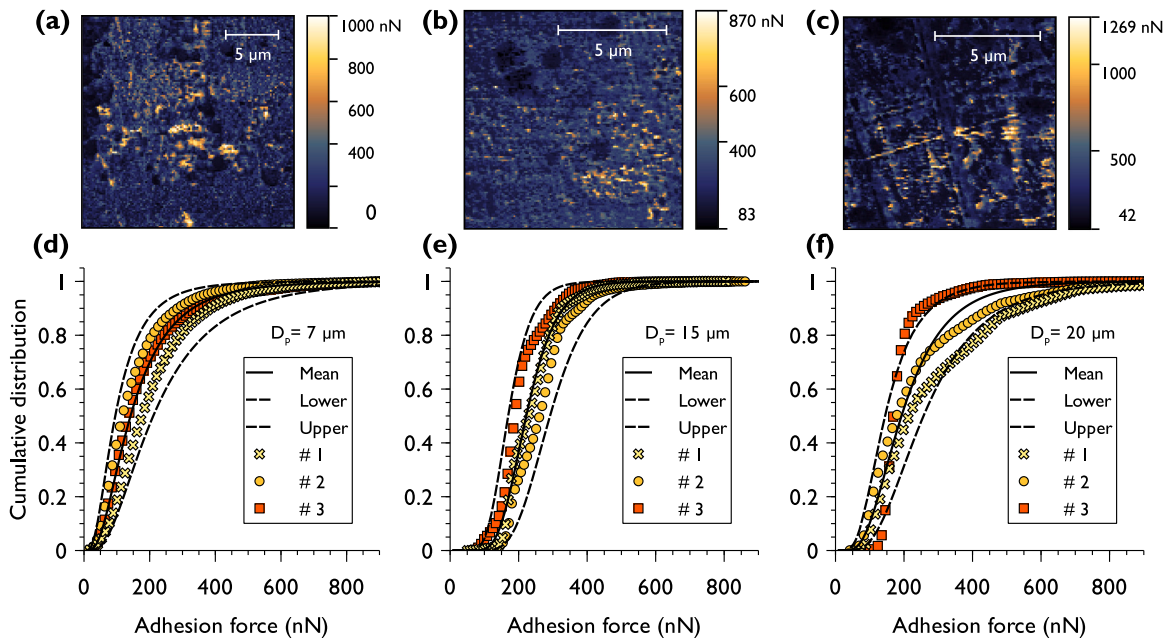 (a)
5 µm
1000 nN
800
600
400
200
0
(b)
5 µm
870 nN
600
400
83
(c)
5 µm
1269 nN
1000
500
42
(d)
Cumulative distribution
1
0.8
0.6
0.4
0.2
0
Dp= 7 µm
Mean
Lower
Upper
# 1
# 2
# 3
0 200 400 600 800
Adhesion force (nN)
(e)
1
0.8
0.6
0.4
0.2
0
Dp= 15 µm
Mean
Lower
Upper
# 1
# 2
# 3
0 200 400 600 800
Adhesion force (nN)
(f)
1
0.8
0.6
0.4
0.2
0
Dp= 20 µm
Mean
Lower
Upper
# 1
# 2
# 3
0 200 400 600 800
Adhesion force (nN)